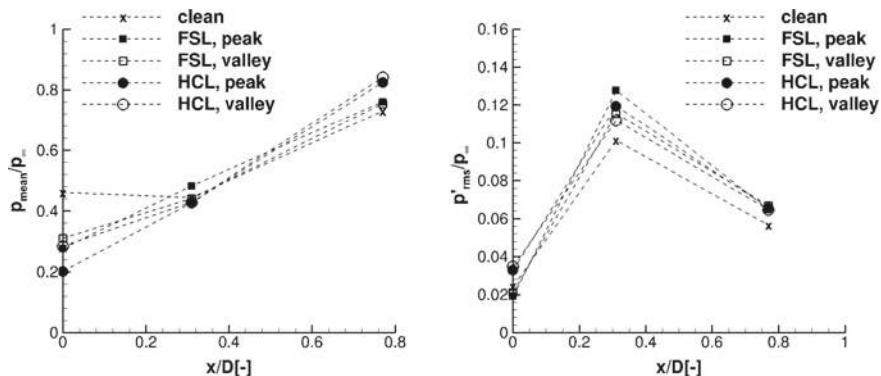 clean
FSL, peak
FSL, valley
HCL, peak
HCL, valley
1
0.8
0.6
0.4
0.2
0
p_mean/p_∞
0 0.2 0.4 0.6 0.8
x/D[-]
clean
FSL, peak
FSL, valley
HCL, peak
HCL, valley
0.16
0.14
0.12
0.1
0.08
0.06
0.04
0.02
0
p'_rms/p_∞
0 0.2 0.4 0.6 0.8 1
x/D[-]